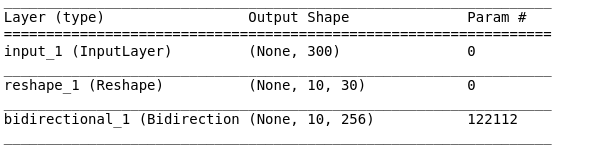 Layer (type) Output Shape Param #
=================================================================
input_1 (InputLayer) (None, 300) 0
reshape_1 (Reshape) (None, 10, 30) 0
bidirectional_1 (Bidirection (None, 10, 256) 122112